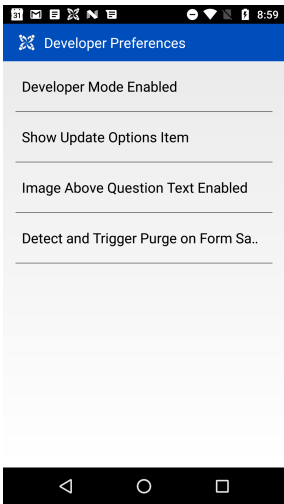 31 8:59
Developer Preferences
Developer Mode Enabled
Show Update Options Item
Image Above Question Text Enabled
Detect and Trigger Purge on Form Sa..